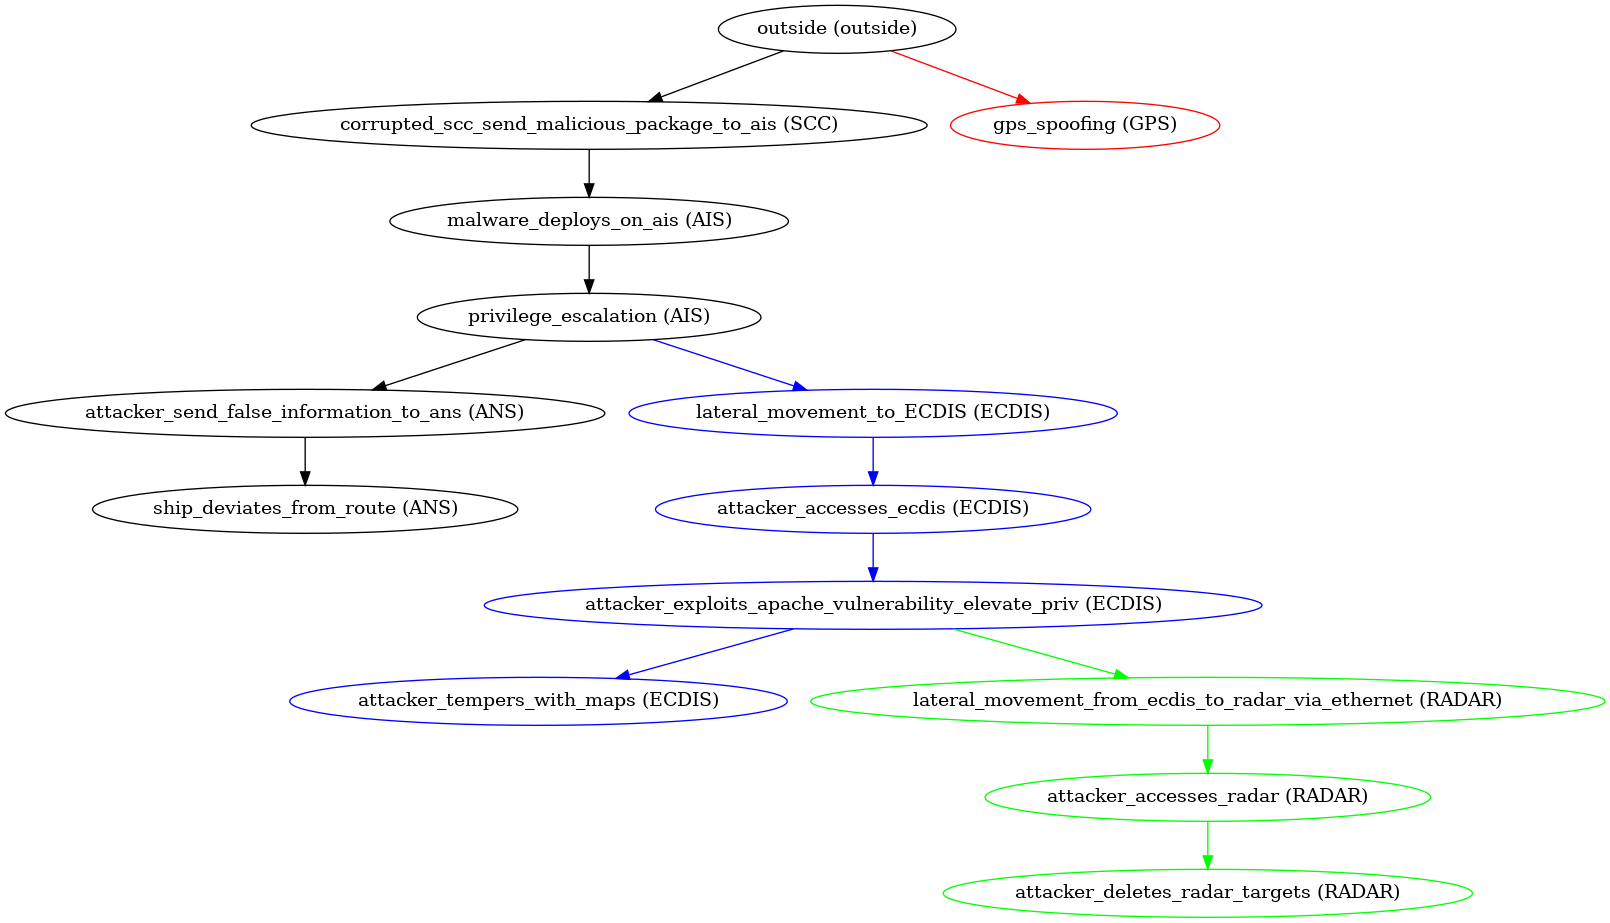 outside (outside)
corrupted_scc_send_malicious_package_to_ais (SCC)
gps_spoofing (GPS)
malware_deploys_on_ais (AIS)
privilege_escalation (AIS)
attacker_send_false_information_to_ans (ANS)
lateral_movement_to_ECDIS (ECDIS)
ship_deviates_from_route (ANS)
attacker_accesses_ecdis (ECDIS)
attacker_exploits_apache_vulnerability_elevate_priv (ECDIS)
attacker_tempers_with_maps (ECDIS)
lateral_movement_from_ecdis_to_radar_via_ethernet (RADAR)
attacker_accesses_radar (RADAR)
attacker_deletes_radar_targets (RADAR)